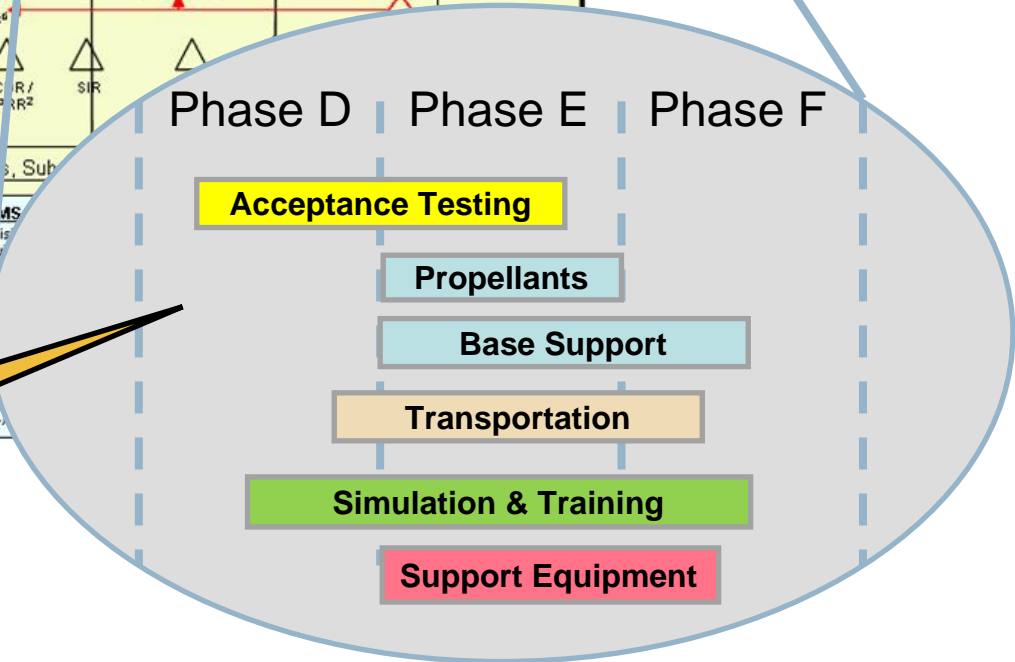 SIR
Phase D
Phase E
Phase F
Acceptance Testing
Propellants
Base Support
Transportation
Simulation & Training
Support Equipment